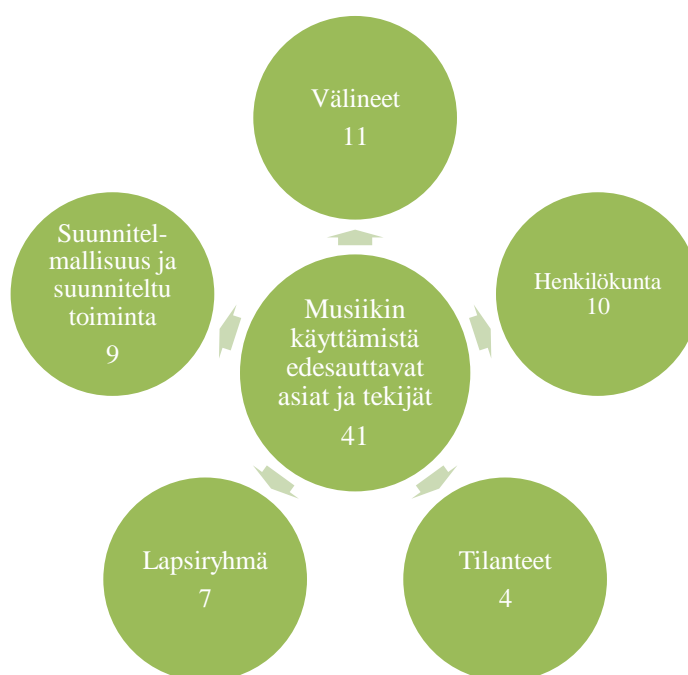 Välineet
11
Suunnitel-
mallisuus ja
suunniteltu
toiminta
9
Henkilökunta
10
Musiikin
käyttämistä
edesauttavat
asiat ja tekijät
41
Lapsiryhmä
7
Tilanteet
4